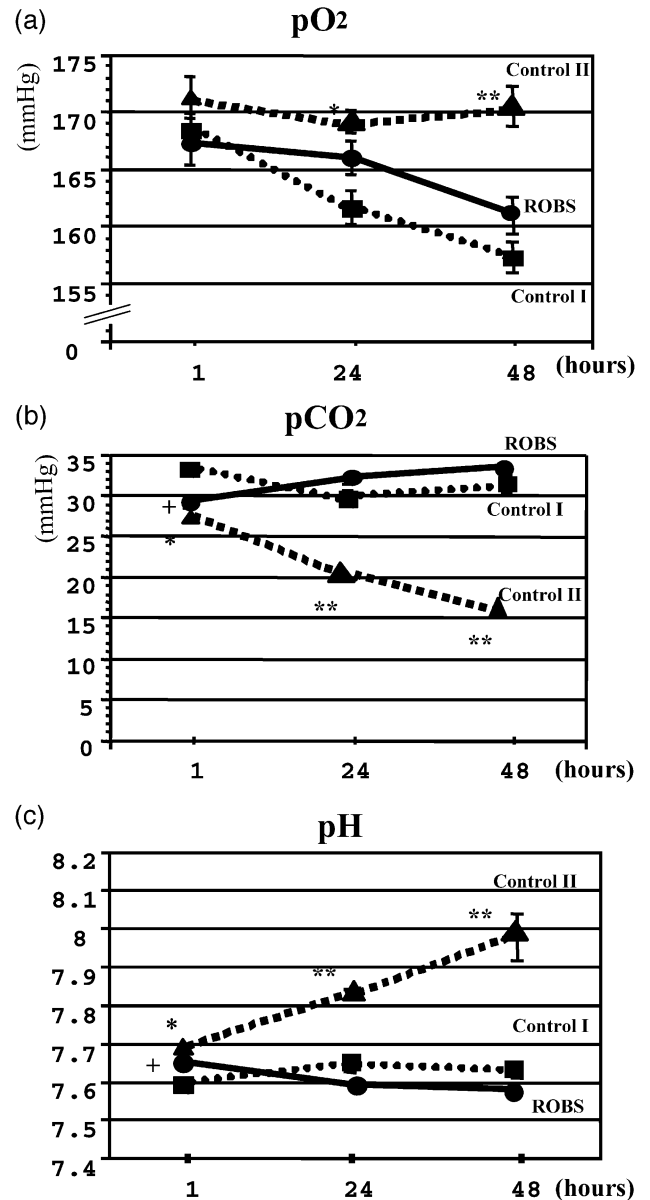 (a)
pO2
(mmHg)
175
170
165
160
155
0
Control II
*
**
ROBS
Control I
1 24 48 (hours)
(b)
pCO2
(mmHg)
35
30
25
20
15
10
5
0
ROBS
Control I
+
*
**
Control II
**
1 24 48 (hours)
(c)
pH
8.2
8.1
8
7.9
7.8
7.7
7.6
7.5
7.4
Control II
**
**
*
Control I
+
ROBS
1 24 48 (hours)